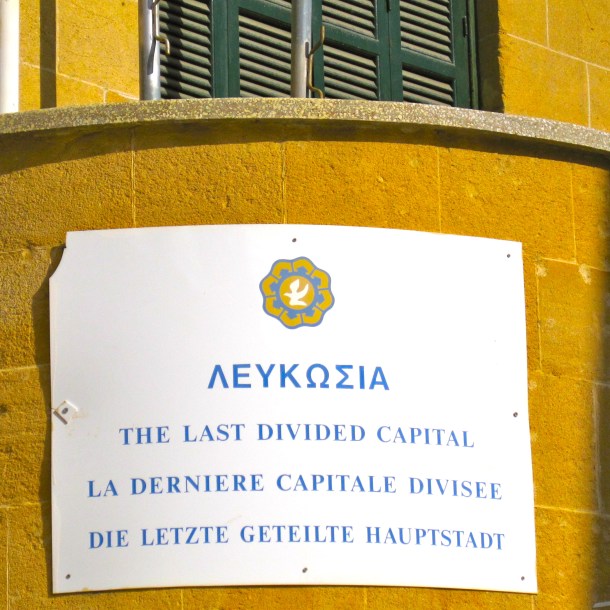 ΛΕΥΚΩΣΙΑ
THE LAST DIVIDED CAPITAL
LA DERNIERE CAPITALE DIVISEE
DIE LETZTE GETEILTE HAUPTSTADT